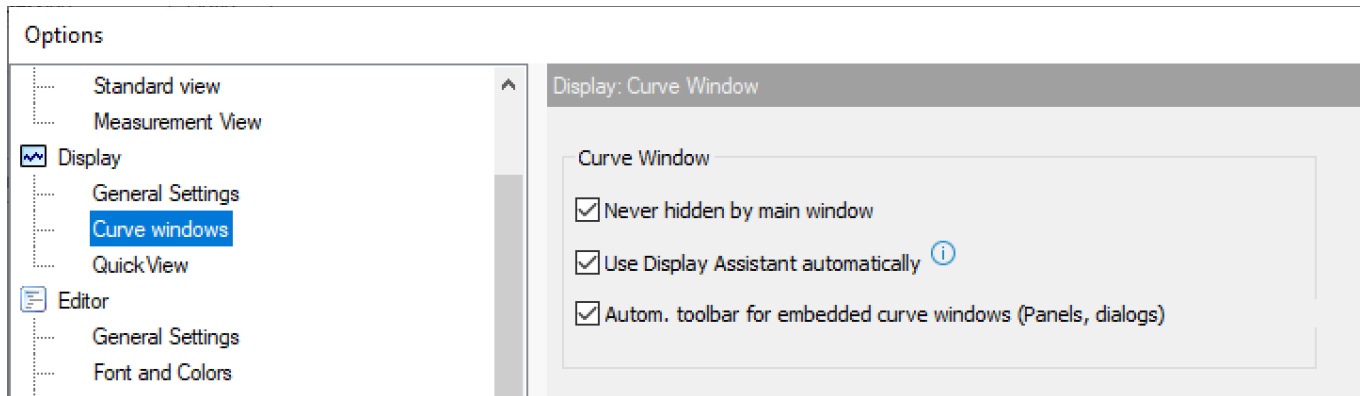 Options
Standard view
Measurement View
Display
General Settings
Curve windows
QuickView
Editor
General Settings
Font and Colors
Display: Curve Window
Curve Window
Never hidden by main window
Use Display Assistant automatically
Autom. toolbar for embedded curve windows (Panels, dialogs)